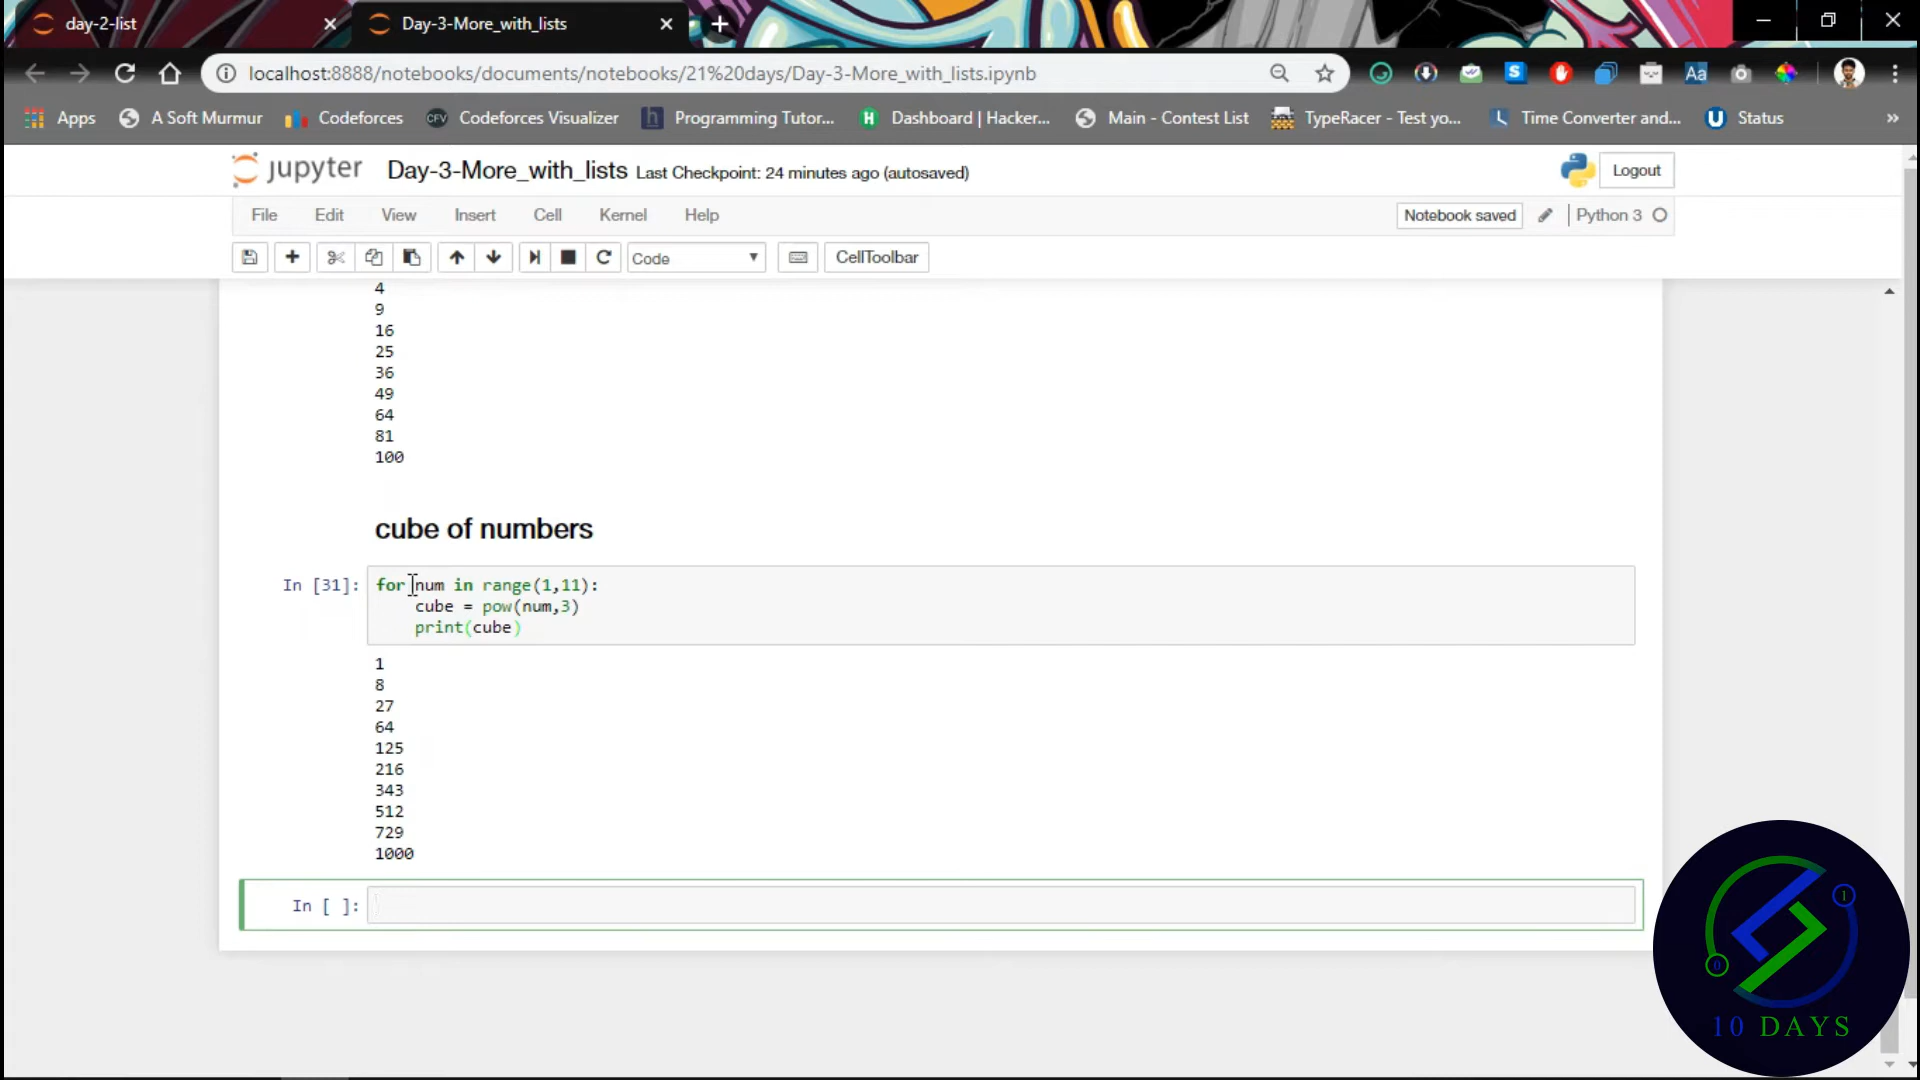 day-2-list
Day-3-More_with_lists
localhost:8888/notebooks/documents/notebooks/21%20days/Day-3-More_with_lists.ipynb
Apps A Soft Murmur Codeforces CFV Codeforces Visualizer h Programming Tutor... H Dashboard | Hacker... Main - Contest List TypeRacer - Test yo... Time Converter and... U Status »
jupyter Day-3-More_with_lists Last Checkpoint: 24 minutes ago (autosaved) Logout
File Edit View Insert Cell Kernel Help Notebook saved Python 3
Code CellToolbar
4
9
16
25
36
49
64
81
100
cube of numbers
In [31]: for num in range(1,11):
cube = pow(num,3)
print(cube)
1
8
27
64
125
216
343
512
729
1000
In [ ]:
1
0
10 DAYS